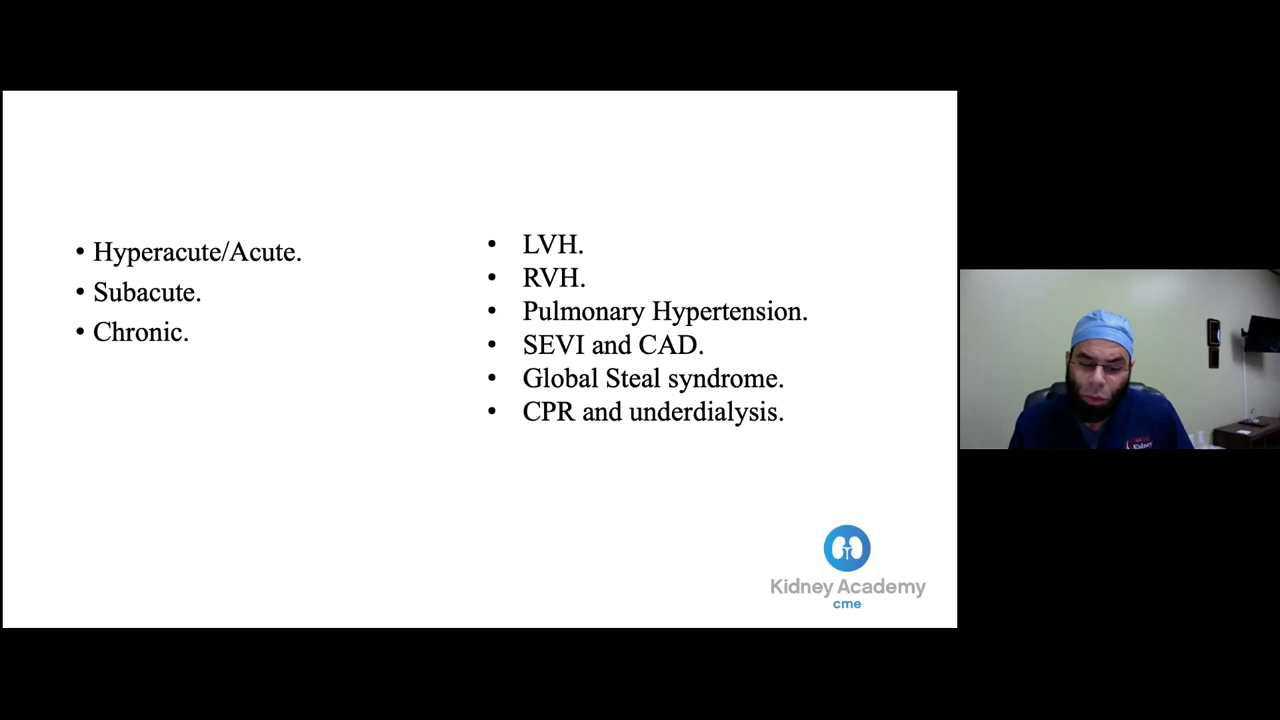 • Hyperacute/Acute.
• Subacute.
• Chronic.
• LVH.
• RVH.
• Pulmonary Hypertension.
• SEVI and CAD.
• Global Steal syndrome.
• CPR and underdialysis.
Kidney Academy
cme
Kidney